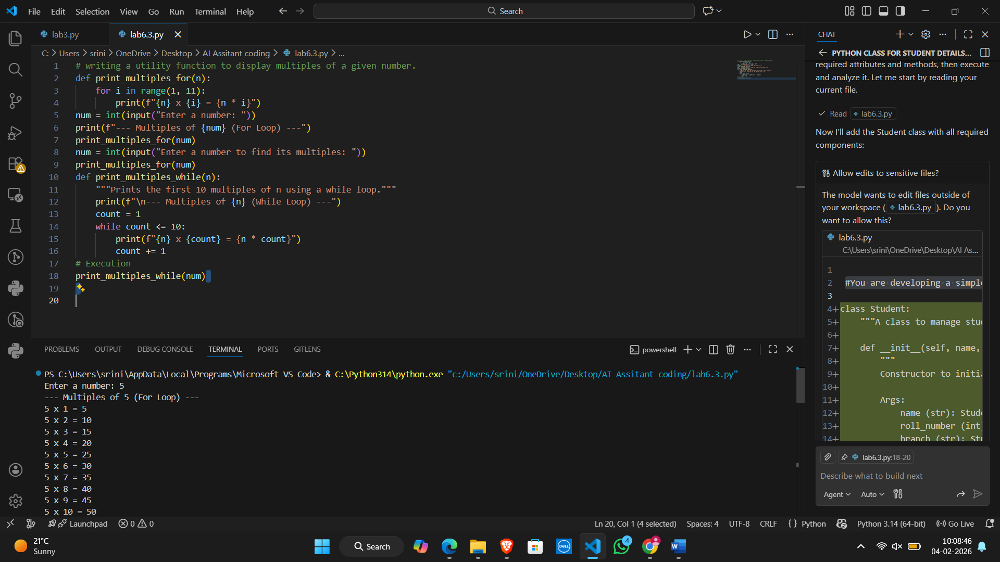 File Edit Selection View Go Run Terminal Help
Search
lab3.py
lab6.3.py
C: > Users > srini > OneDrive > Desktop > AI Assitant coding > lab6.3.py > ...
1 # writing a utility function to display multiples of a given number.
2 def print_multiples_for(n):
3 for i in range(1, 11):
4 print(f"{n} x {i} = {n * i}")
5 num = int(input("Enter a number: "))
6 print(f"--- Multiples of {num} (For Loop) ---")
7 print_multiples_for(num)
8 num = int(input("Enter a number to find its multiples: "))
9 print_multiples_for(num)
10 def print_multiples_while(n):
11 """Prints the first 10 multiples of n using a while loop."""
12 print(f"\n--- Multiples of {n} (While Loop) ---")
13 count = 1
14 while count <= 10:
15 print(f"{n} x {count} = {n * count}")
16 count += 1
17 # Execution
18 print_multiples_while(num)
19
20
PROBLEMS OUTPUT DEBUG CONSOLE TERMINAL PORTS GITLENS
powershell
PS C:\Users\srini\AppData\Local\Programs\Microsoft VS Code> & C:\Python314\python.exe "c:/Users/srini/OneDrive/Desktop/AI Assitant coding/lab6.3.py"
Enter a number: 5
--- Multiples of 5 (For Loop) ---
5 x 1 = 5
5 x 2 = 10
5 x 3 = 15
5 x 4 = 20
5 x 5 = 25
5 x 6 = 30
5 x 7 = 35
5 x 8 = 40
5 x 9 = 45
5 x 10 = 50
CHAT
PYTHON CLASS FOR STUDENT DETAILS...
required attributes and methods, then execute
and analyze it. Let me start by reading your
current file.
Read lab6.3.py
Now I'll add the Student class with all required
components:
Allow edits to sensitive files?
The model wants to edit files outside of
your workspace ( lab6.3.py ). Do you
want to allow this?
lab6.3.py
C:\Users\srini\OneDrive\Desktop\AI As...
1
2 #You are developing a simple
3
4+ class Student:
5+ """A class to manage stud
6+
7+ def __init__(self, name,
8+ """
9+ Constructor to initia
10+
11+ Args:
12+ name (str): Stude
13+ roll_number (int)
14+ branch (str): Stu
lab6.3.py:18-20
Describe what to build next
Agent Auto
Launchpad 0 0
Ln 20, Col 1 (4 selected) Spaces: 4 UTF-8 CRLF { } Python Python 3.14 (64-bit) Go Live
21°C
Sunny
Search
DELL
4
W
10:08:46
04-02-2026